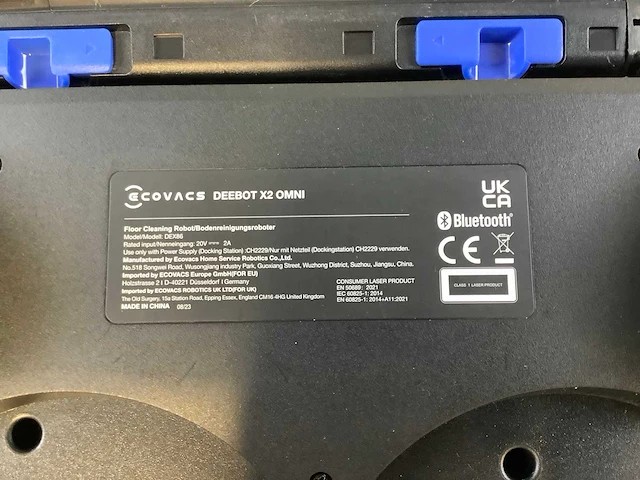 ECOVACS DEEBOT X2 OMNI
Floor Cleaning Robot/Bodenreinigungsroboter
Model/Modell: DEX86
Rated input/Nenneingang: 20V 2A
Use only with Power Supply (Docking Station) :CH2229/Nur mit Netzteil (Dockingstation) CH2229 verwenden.
Manufactured by Ecovacs Home Service Robotics Co.,Ltd.
No.518 Songwei Road, Wusongjiang Industry Park, Guoxiang Street, Wuzhong District, Suzhou, Jiangsu, China.
Imported by ECOVACS Europe GmbH(FOR EU)
Holzstrasse 2 I D-40221 Düsseldorf I Germany
Imported by ECOVACS ROBOTICS UK LTD(FOR UK)
The Old Surgery, 15a Station Road, Epping Essex, England CM16 4HG United Kingdom
MADE IN CHINA 08/23
CONSUMER LASER PRODUCT
EN 50689: 2021
IEC 60825-1: 2014
EN 60825-1: 2014+A11:2021
UK
CA
Bluetooth®
CE
CLASS 1 LASER PRODUCT